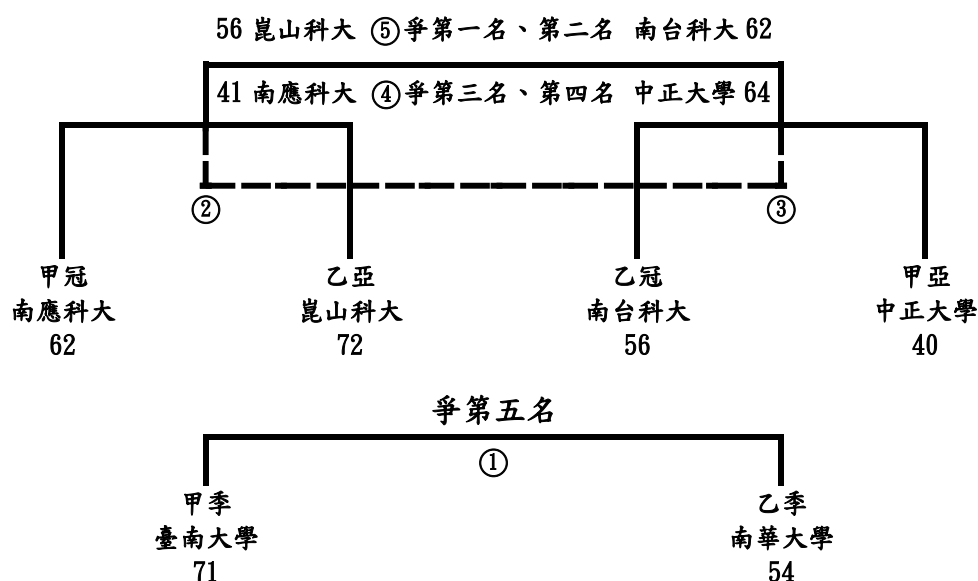 56 崑山科大 ⑤爭第一名、第二名 南台科大 62
41 南應科大 ④爭第三名、第四名 中正大學 64
② ③
甲冠 乙亞 乙冠 甲亞
南應科大 崑山科大 南台科大 中正大學
62 72 56 40
爭第五名
①
甲季 乙季
臺南大學 南華大學
71 54